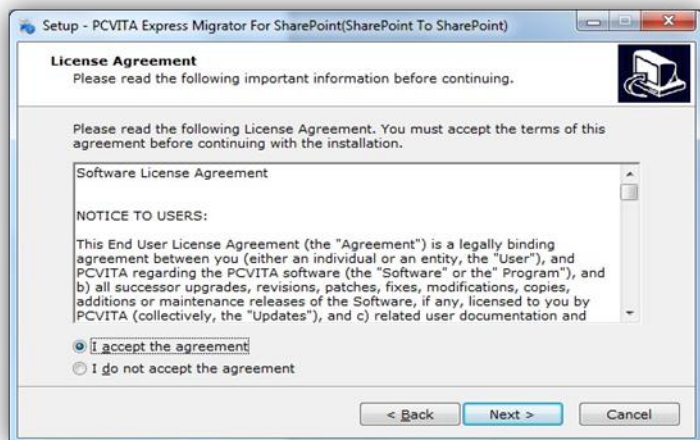 Setup - PCVITA Express Migrator For SharePoint(SharePoint To SharePoint)
License Agreement
Please read the following important information before continuing.
Please read the following License Agreement. You must accept the terms of this
agreement before continuing with the installation.
Software License Agreement
NOTICE TO USERS:
This End User License Agreement (the "Agreement") is a legally binding
agreement between you (either an individual or an entity, the "User"), and
PCVITA regarding the PCVITA software (the "Software" or the" Program"), and
b) all successor upgrades, revisions, patches, fixes, modifications, copies,
additions or maintenance releases of the Software, if any, licensed to you by
PCVITA (collectively, the "Updates"), and c) related user documentation and
I accept the agreement
I do not accept the agreement
< Back
Next >
Cancel